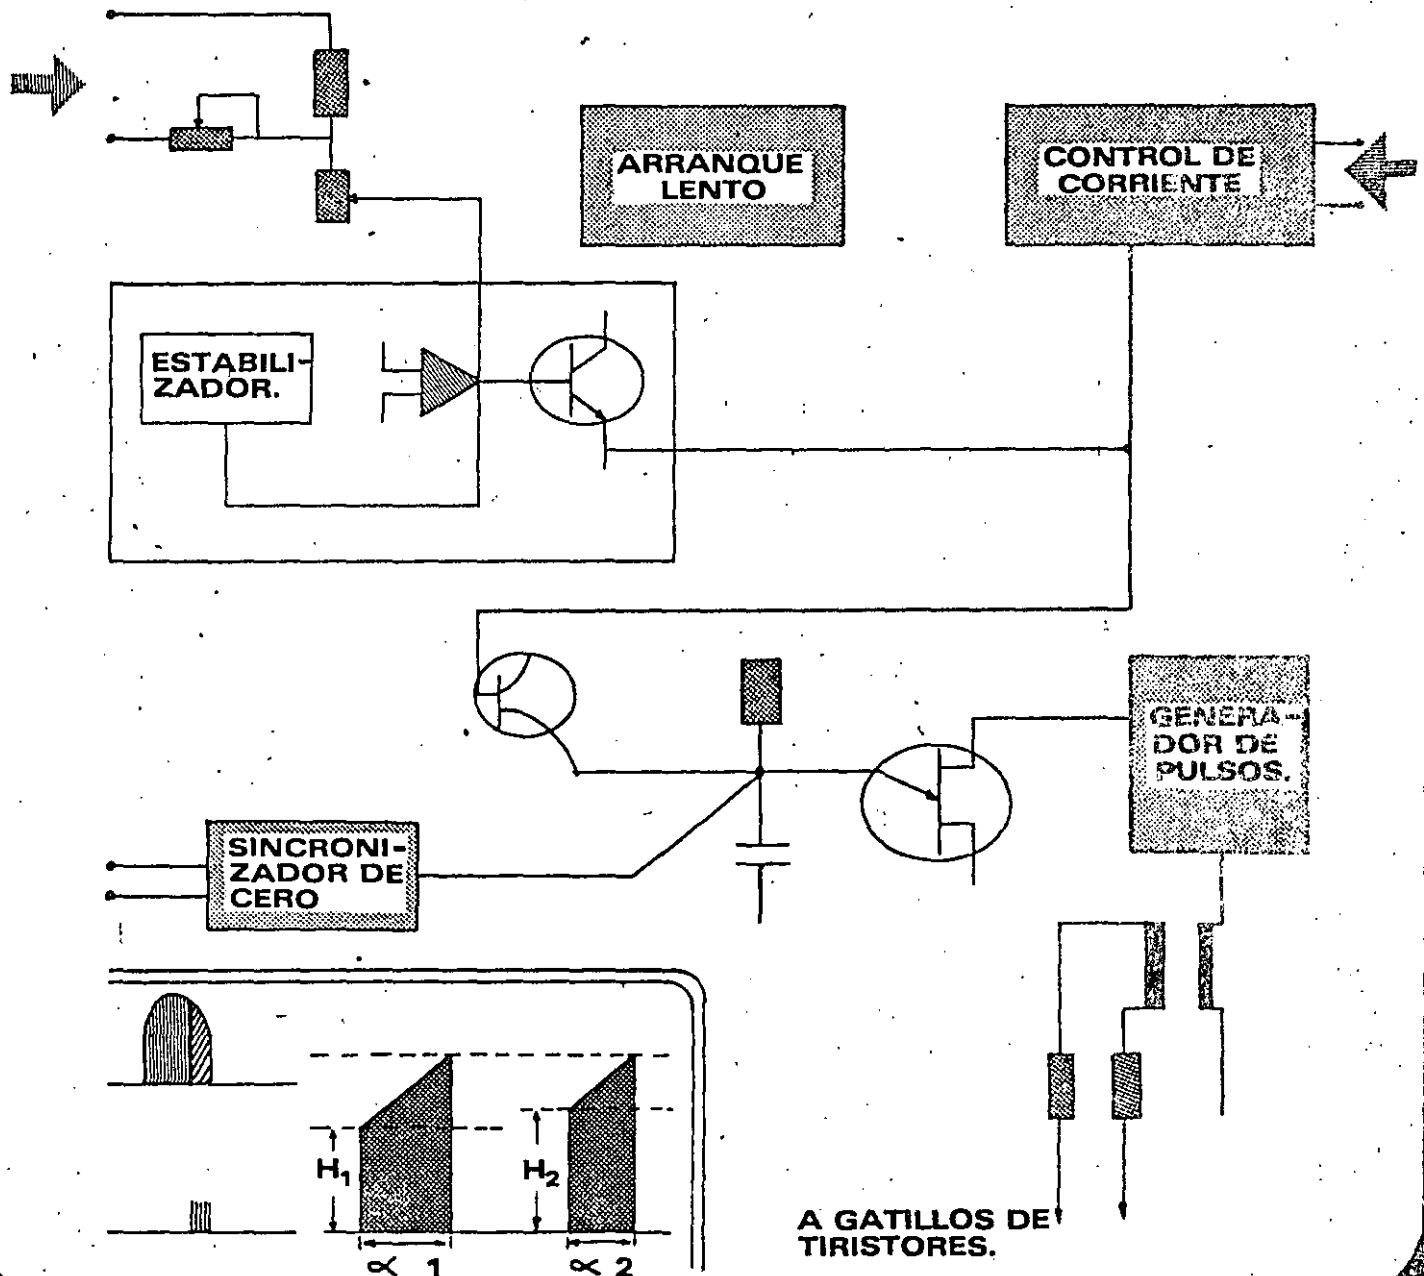 ARRANQUE
LENTO
CONTROL DE
CORRIENTE
ESTABILI-
ZADOR.
GENERA-
DOR DE
PULSOS.
SINCRONI-
ZADOR DE
CERO
H1
H2
∝ 1
∝ 2
A GATILLOS DE
TIRISTORES.